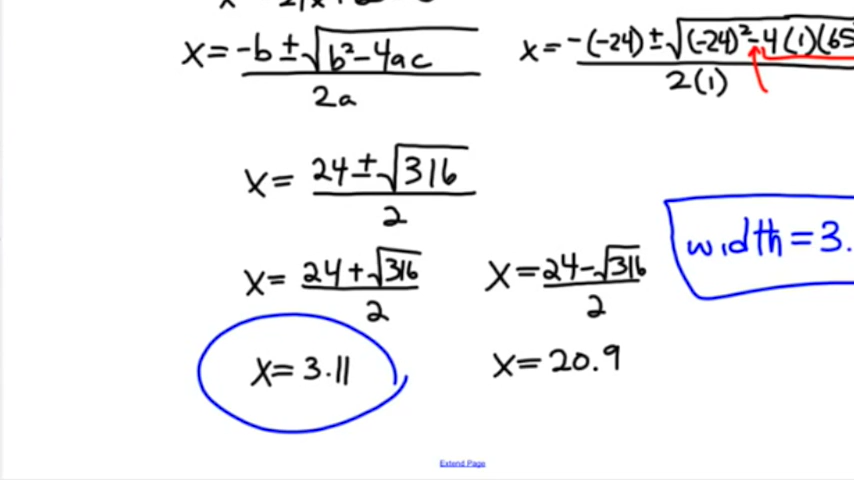 x = (-b ± √(b² - 4ac)) / 2a
x = (-(-24) ± √((-24)² - 4(1)(65 / 2(1)
x = (24 ± √316) / 2
x = (24 + √316) / 2
x = (24 - √316) / 2
width = 3.
x = 3.11
x = 20.9
Extend Page